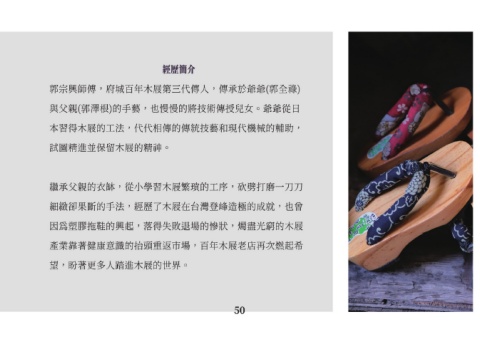 經歷簡介
郭宗興師傅，府城百年木屐第三代傳人，傳承於爺爺(郭全祿)
與父親(郭澤根)的手藝，也慢慢的將技術傳授兒女。爺爺從日
本習得木屐的工法，代代相傳的傳統技藝和現代機械的輔助，
試圖精進並保留木屐的精神。
繼承父親的衣缽，從小學習木屐繁瑣的工序，砍劈打磨一刀刀
細緻卻果斷的手法，經歷了木屐在台灣登峰造極的成就，也曾
因為塑膠拖鞋的興起，落得失敗退場的慘狀，燭盡光窮的木屐
產業靠著健康意識的抬頭重返市場，百年木屐老店再次燃起希
望，盼著更多人踏進木屐的世界。
50